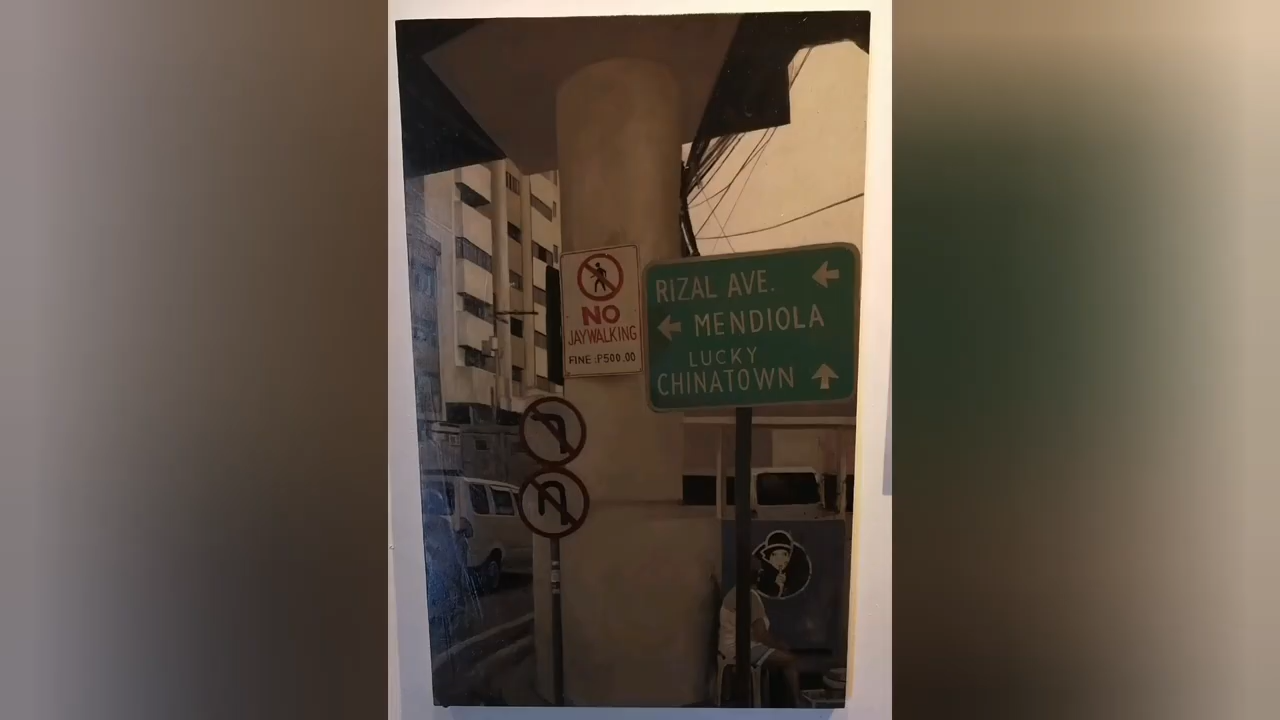 NO
JAYWALKING
FINE :P500.00
RIZAL AVE.
MENDIOLA
LUCKY
CHINATOWN